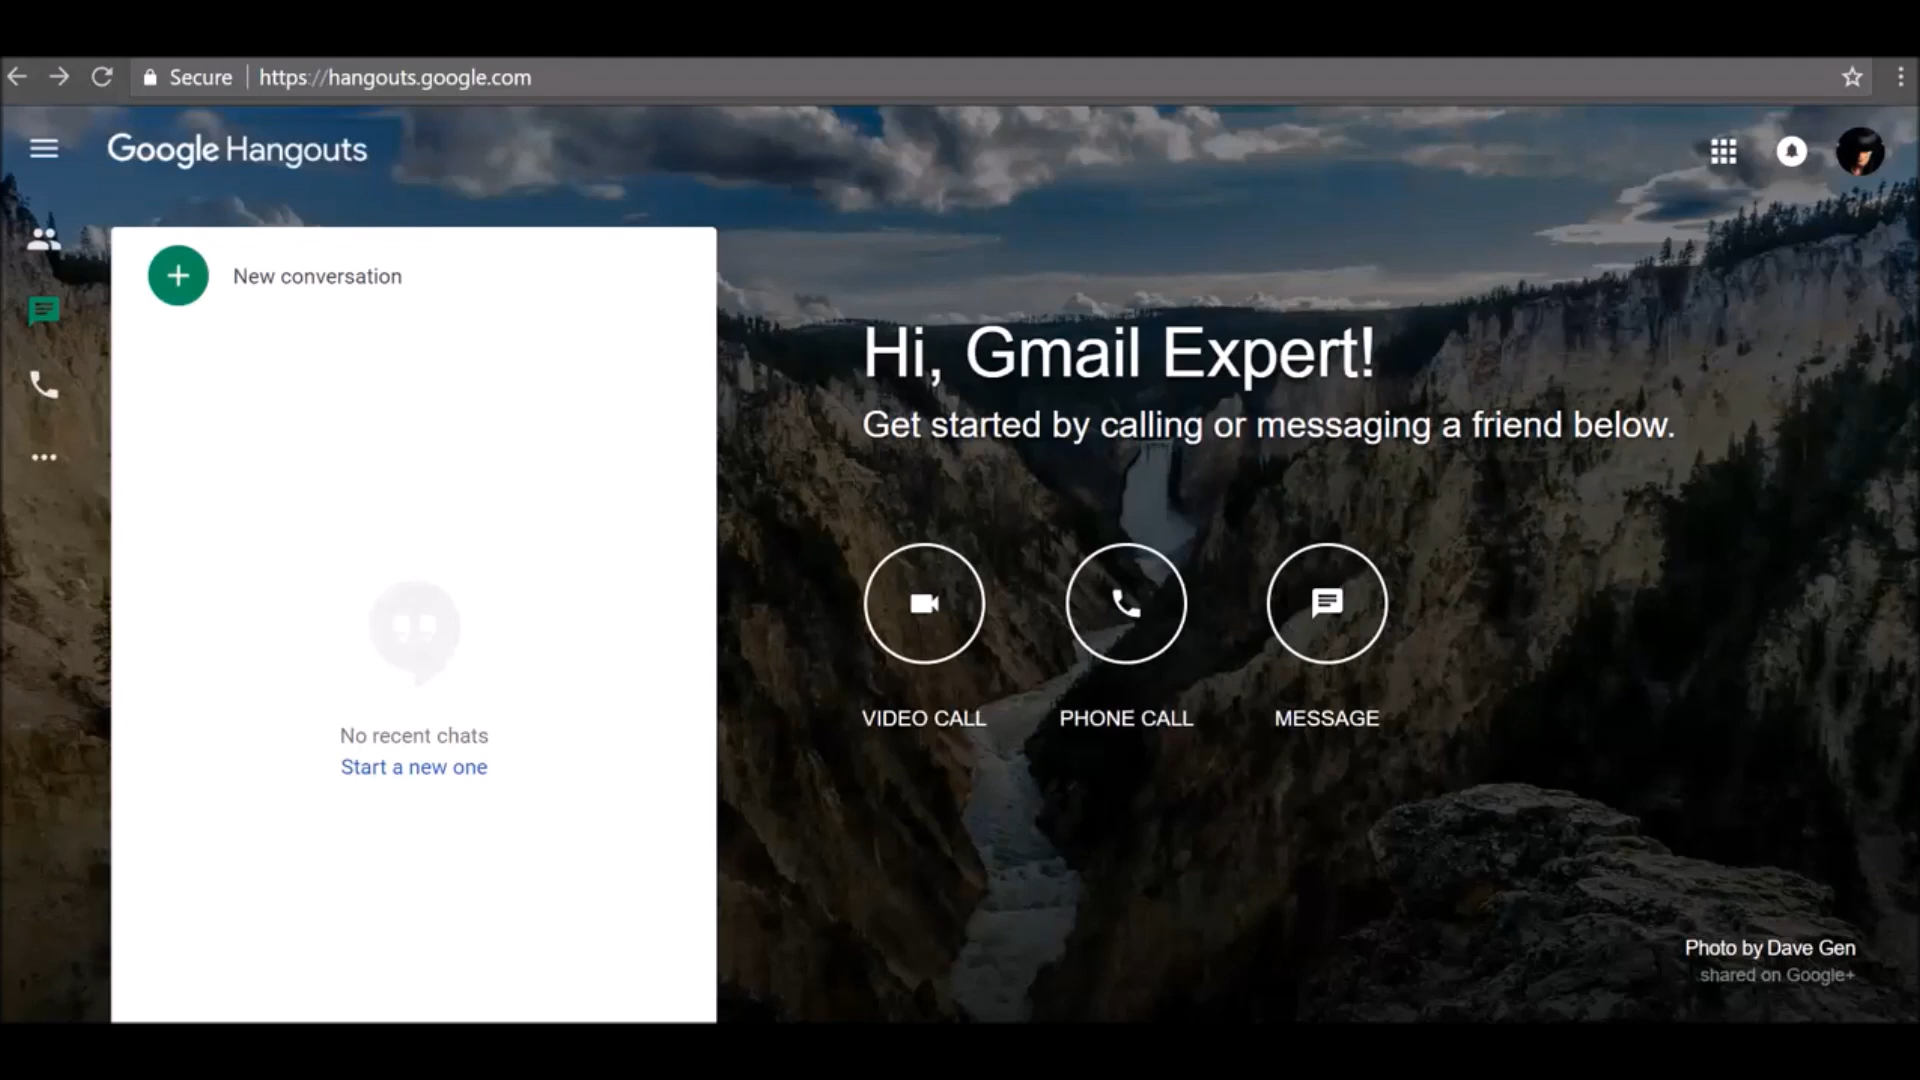 Secure
https://hangouts.google.com
Google Hangouts
New conversation
No recent chats
Start a new one
Hi, Gmail Expert!
Get started by calling or messaging a friend below.
VIDEO CALL
PHONE CALL
MESSAGE
Photo by Dave Gen
shared on Google+